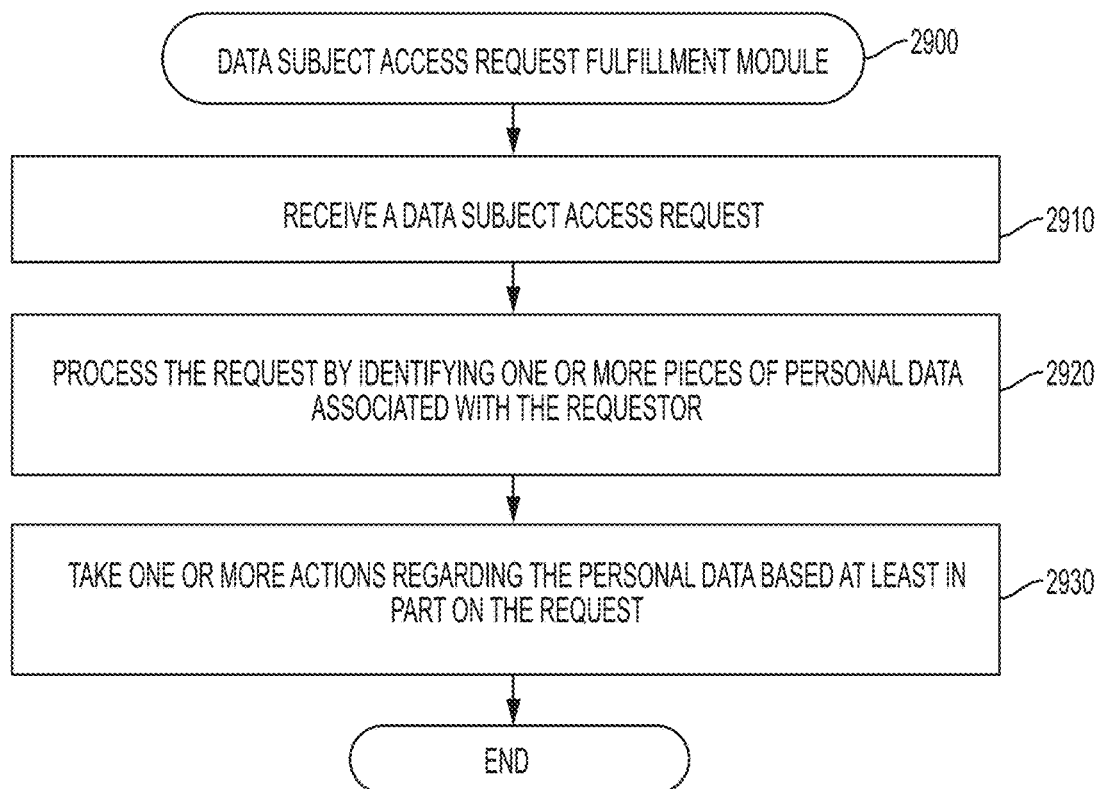 DATA SUBJECT ACCESS REQUEST FULFILLMENT MODULE
2900
RECEIVE A DATA SUBJECT ACCESS REQUEST
2910
PROCESS THE REQUEST BY IDENTIFYING ONE OR MORE PIECES OF PERSONAL DATA
ASSOCIATED WITH THE REQUESTOR
2920
TAKE ONE OR MORE ACTIONS REGARDING THE PERSONAL DATA BASED AT LEAST IN
PART ON THE REQUEST
2930
END